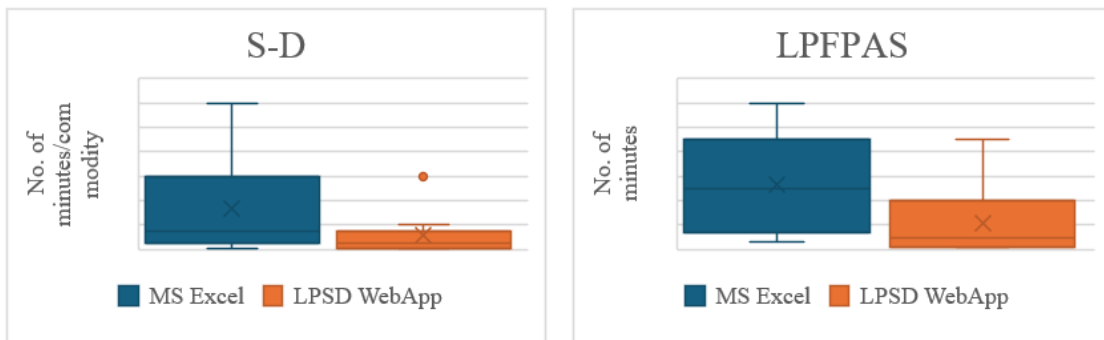 S-D
No. of
minutes/com
modity
MS Excel LPSD WebApp
LPFPAS
No. of
minutes
MS Excel LPSD WebApp